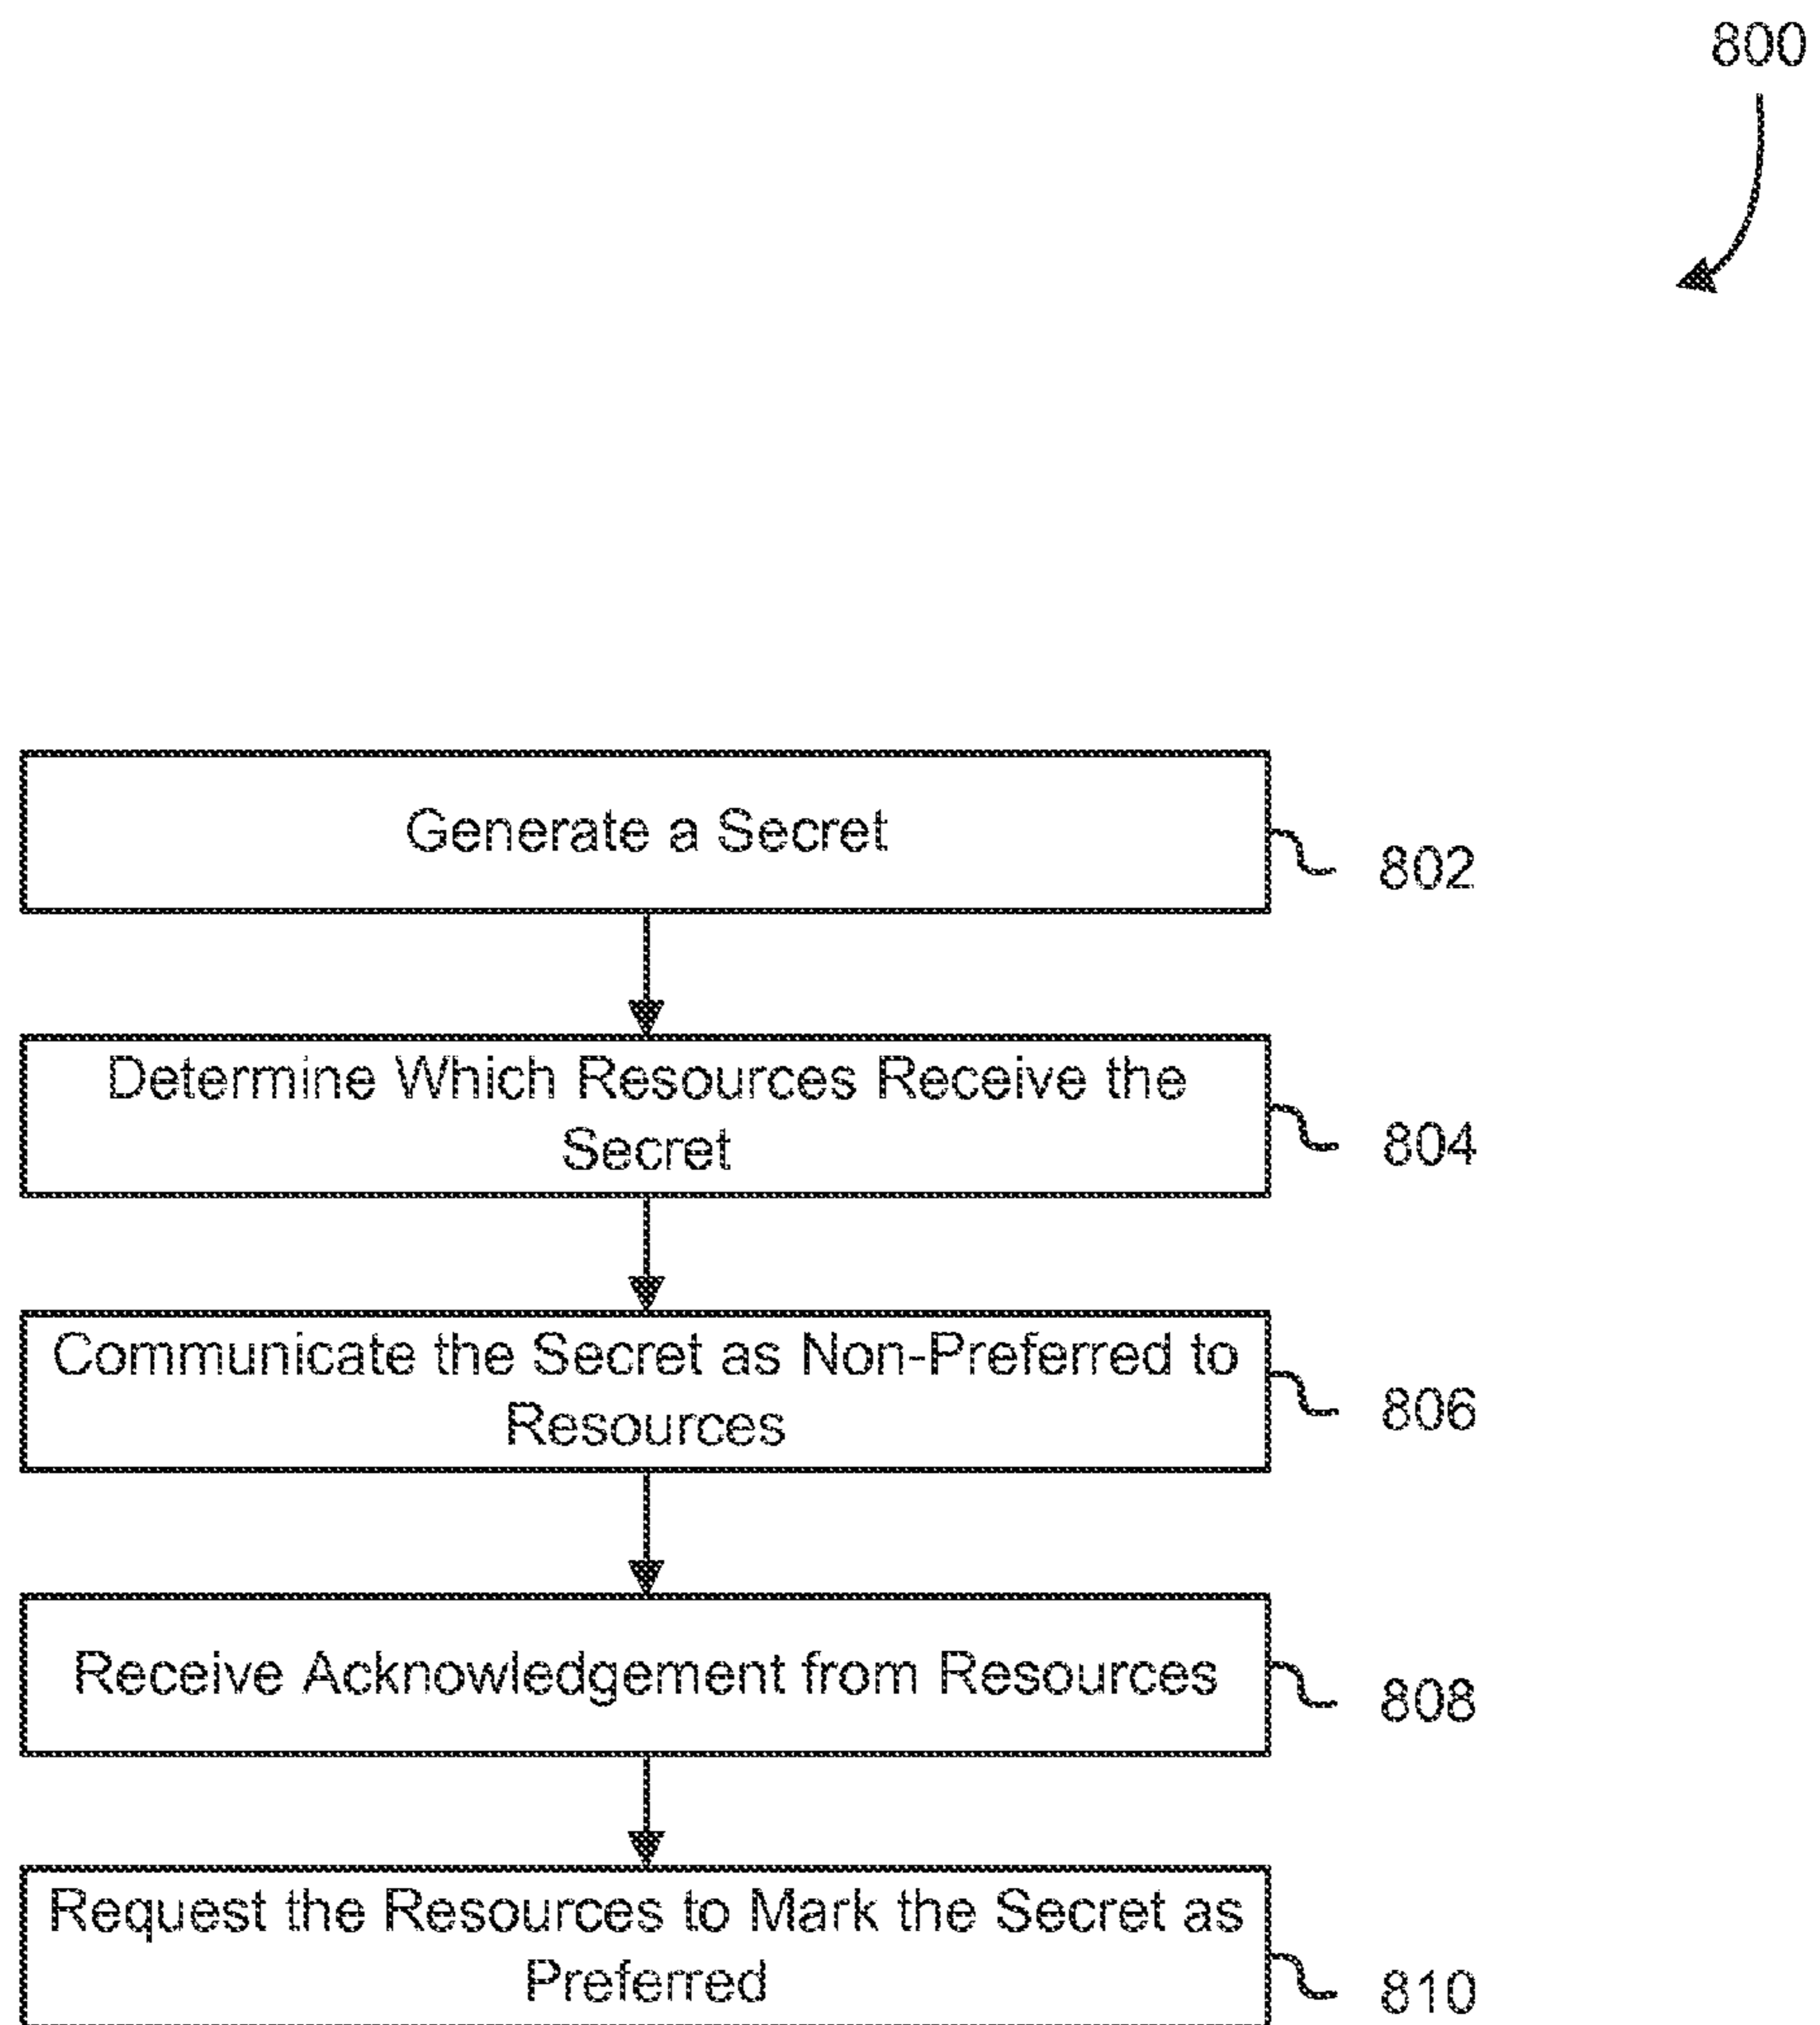 800
Generate a Secret
802
Determine Which Resources Receive the
Secret
804
Communicate the Secret as Non-Preferred to
Resources
806
Receive Acknowledgement from Resources
808
Request the Resources to Mark the Secret as
Preferred
810